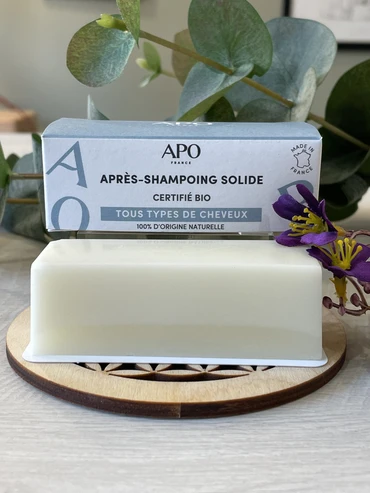 APO
FRANCE
MADE IN
FRANCE
APRÈS-SHAMPOING SOLIDE
CERTIFIÉ BIO
TOUS TYPES DE CHEVEUX
100% D'ORIGINE NATURELLE
A
O